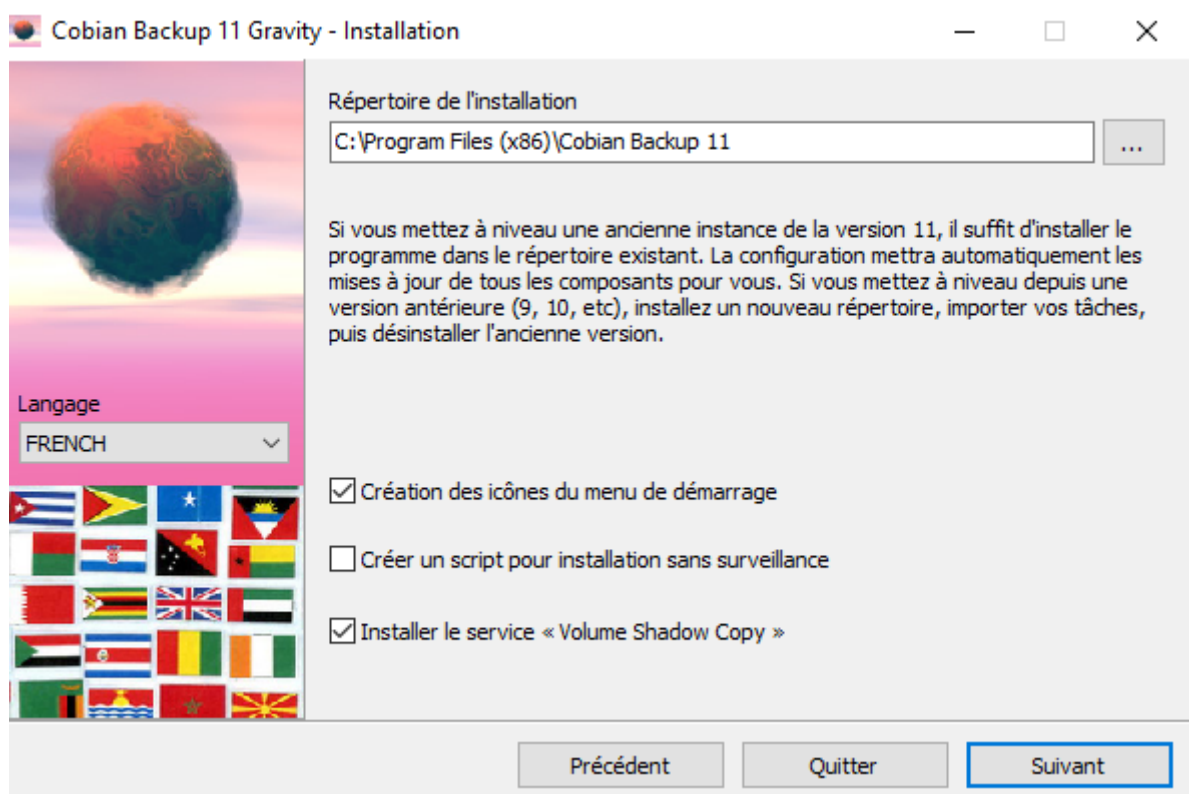 Cobian Backup 11 Gravity - Installation
Répertoire de l'installation
C:\Program Files (x86)\Cobian Backup 11
...
Si vous mettez à niveau une ancienne instance de la version 11, il suffit d'installer le
programme dans le répertoire existant. La configuration mettra automatiquement les
mises à jour de tous les composants pour vous. Si vous mettez à niveau depuis une
version antérieure (9, 10, etc), installez un nouveau répertoire, importer vos tâches,
puis désinstaller l'ancienne version.
Langage
FRENCH
Création des icônes du menu de démarrage
Créer un script pour installation sans surveillance
Installer le service « Volume Shadow Copy »
Précédent
Quitter
Suivant